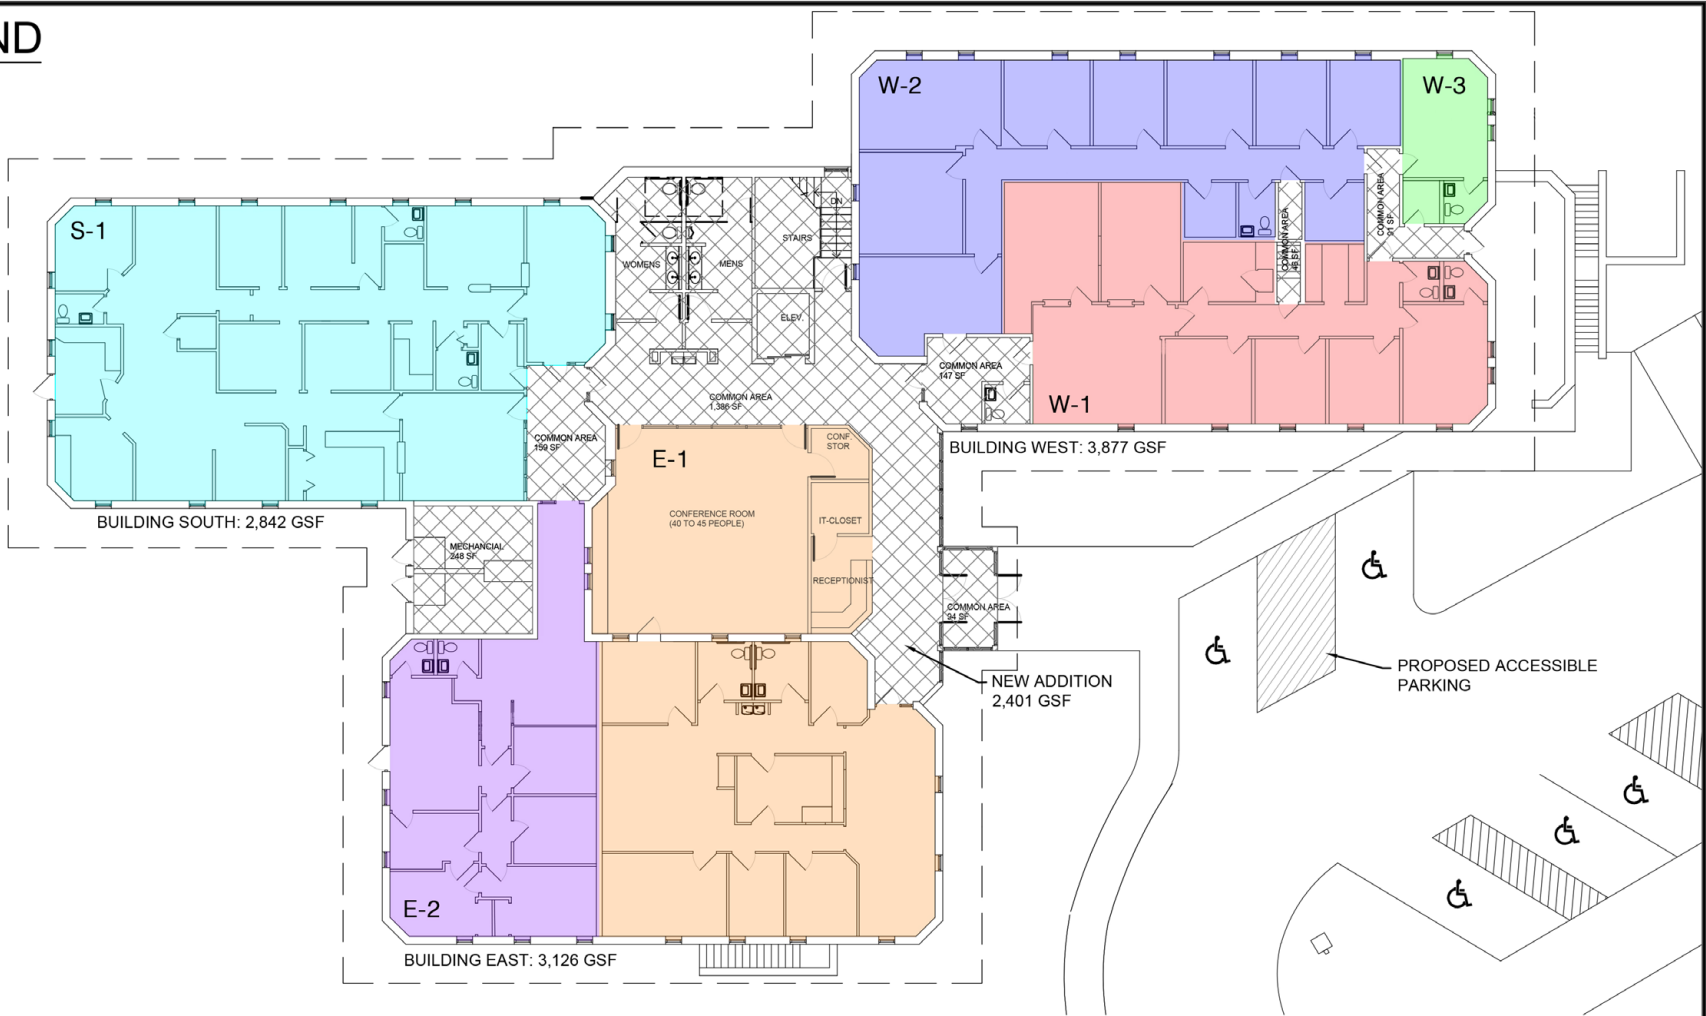 ND
S-1
W-2
W-3
DN
STAIRS
WOMENS
MENS
ELEV.
COMMON AREA
91 SF
COMMON AREA
48 SF
COMMON AREA
147 SF
COMMON AREA
1,386 SF
W-1
COMMON AREA
159 SF
E-1
CONF.
STOR
BUILDING WEST: 3,877 GSF
CONFERENCE ROOM
(40 TO 45 PEOPLE)
IT-CLOSET
BUILDING SOUTH: 2,842 GSF
MECHANCIAL
248 SF
RECEPTIONIST
COMMON AREA
94 SF
NEW ADDITION
2,401 GSF
PROPOSED ACCESSIBLE
PARKING
E-2
BUILDING EAST: 3,126 GSF